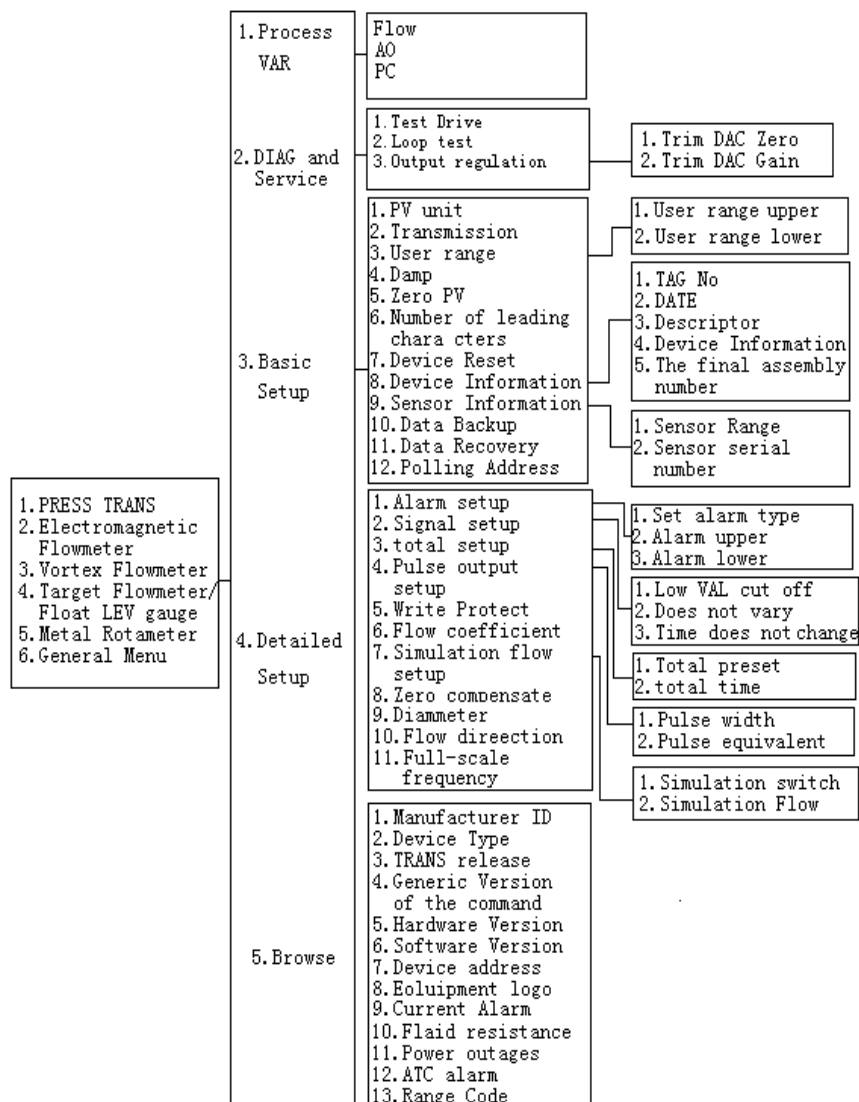 1.PRESS TRANS
2.Electromagnetic
Flowmeter
3.Vortex Flowmeter
4.Target Flowmeter/
Float LEV gauge
5.Metal Rotameter
6.General Menu
1.Process
VAR
2.DIAG and
Service
3.Basic
Setup
4.Detailed
Setup
5.Browse
Flow
AO
PC
1.Test Drive
2.Loop test
3.Output regulation
1.Trim DAC Zero
2.Trim DAC Gain
1.PV unit
2.Transmission
3.User range
4.Damp
5.Zero PV
6.Number of leading
chara cters
7.Device Reset
8.Device Information
9.Sensor Information
10.Data Backup
11.Data Recovery
12.Polling Address
1.User range upper
2.User range lower
1.TAG No
2.DATE
3.Descriptor
4.Device Information
5.The final assembly
number
1.Sensor Range
2.Sensor serial
number
1.Alarm setup
2.Signal setup
3.total setup
4.Pulse output
setup
5.Write Protect
6.Flow coefficient
7.Simulation flow
setup
8.Zero compensate
9.Diammeter
10.Flow direection
11.Full-scale
frequency
1.Set alarm type
2.Alarm upper
3.Alarm lower
1.Low VAL cut off
2.Does not vary
3.Time does not change
1.Total preset
2.total time
1.Pulse width
2.Pulse equivalent
1.Simulation switch
2.Simulation Flow
1.Manufacturer ID
2.Device Type
3.TRANS release
4.Generic Version
of the command
5.Hardware Version
6.Software Version
7.Device address
8.Eoluipment logo
9.Current Alarm
10.Flaid resistance
11.Power outages
12.ATC alarm
13.Range Code